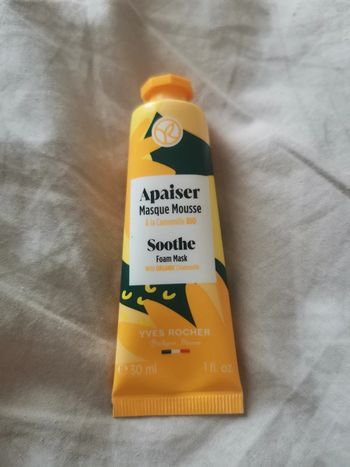 Apaiser
Masque Mousse
À la Camomille BIO
Soothe
Foam Mask
With ORGANIC Chamomile
YVES ROCHER
℮ 30 ml 1 fl. oz.